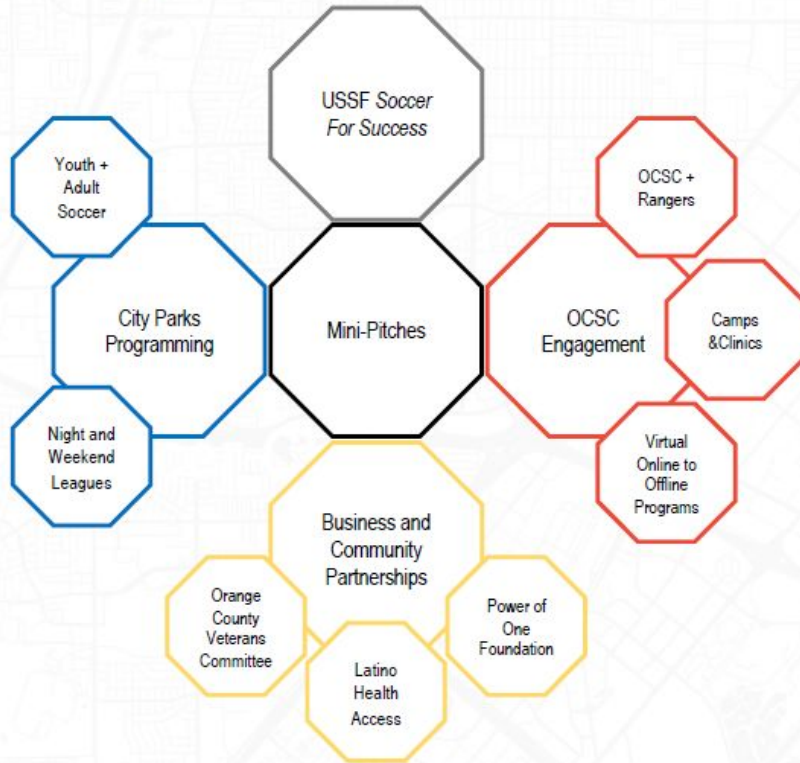 USSF Soccer
For Success
Youth +
Adult
Soccer
OCSC +
Rangers
City Parks
Programming
Mini-Pitches
OCSC
Engagement
Camps
&Clinics
Night and
Weekend
Leagues
Virtual
Online to
Offline
Programs
Business and
Community
Partnerships
Orange
County
Veterans
Committee
Latino
Health
Access
Power of
One
Foundation